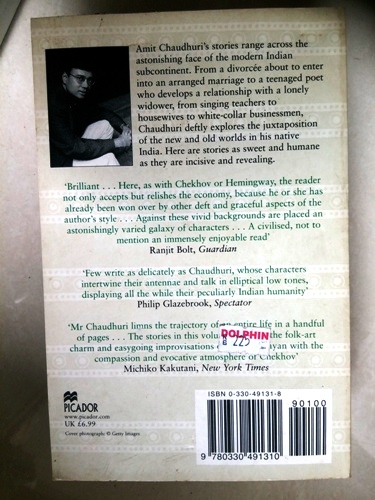 Amit Chaudhuri's stories range across the
astonishing face of the modern Indian
subcontinent. From a divorcée about to enter
into an arranged marriage to a teenaged poet
who develops a relationship with a lonely
widower, from singing teachers to
housewives to white-collar businessmen,
Chaudhuri deftly explores the juxtaposition
of the new and old worlds in his native
India. Here are stories as sweet and humane
as they are incisive and revealing.
'Brilliant . . . Here, as with Chekhov or Hemingway, the reader
not only accepts but relishes the economy, because he or she has
already been won over by other deft and graceful aspects of the
author's style . . . Against these vivid backgrounds are placed an
astonishingly varied galaxy of characters . . . A civilised, not to
mention an immensely enjoyable read'
Ranjit Bolt, Guardian
'Few write as delicately as Chaudhuri, whose characters
intertwine their antennae and talk in elliptical low tones,
displaying all the while their peculiarly Indian humanity'
Philip Glazebrook, Spectator
'Mr Chaudhuri limns the trajectory of an entire life in a handful
of pages . . . The stories in this the folk-art
charm and easygoing improvisations with the
compassion and evocative atmosphere Chekhov'
Michiko Kakutani, New York Times
DOLPHIN
225
PICADOR
www.picador.com
UK £6.99
Cover photograph: © Getty Images
ISBN 0-330-49131-8
90100
9 780330 491310